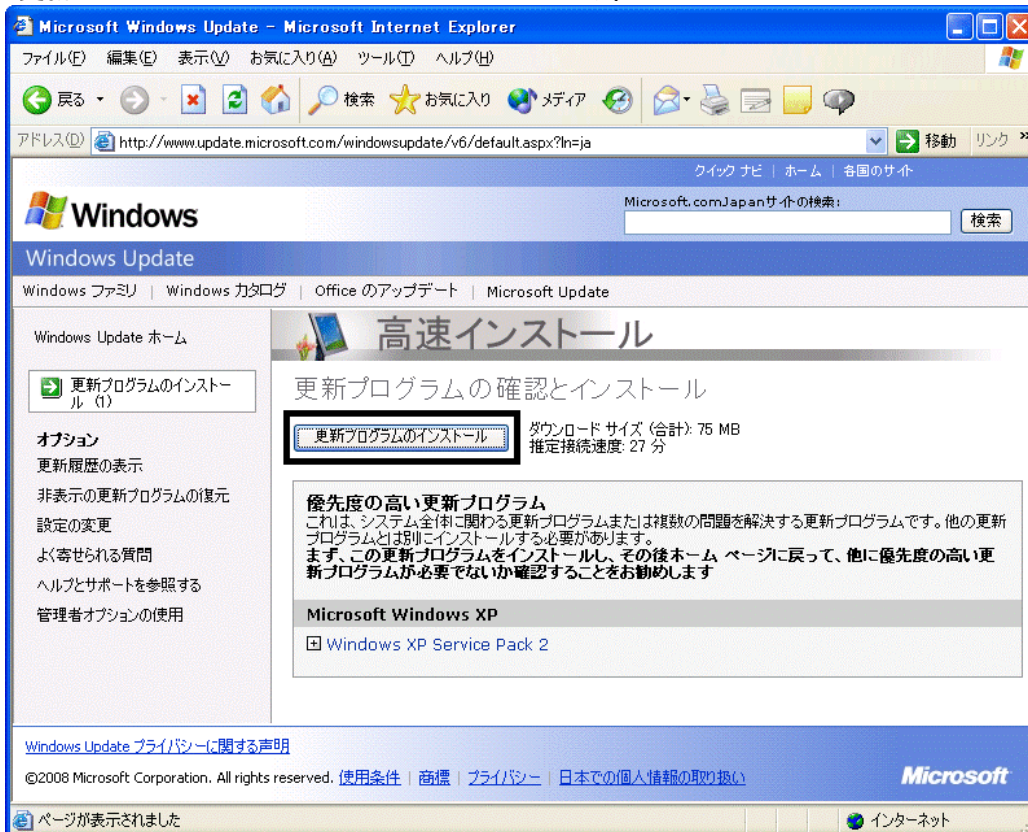 Microsoft Windows Update - Microsoft Internet Explorer
ファイル(F) 編集(E) 表示(V) お気に入り(A) ツール(T) ヘルプ(H)
戻る 検索 お気に入り メディア
アドレス(D) http://www.update.microsoft.com/windowsupdate/v6/default.aspx?ln=ja 移動 リンク »
クイック ナビ | ホーム | 各国のサイト
Windows
Microsoft.comJapanサイトの検索:
検索
Windows Update
Windows ファミリ | Windows カタログ | Office のアップデート | Microsoft Update
Windows Update ホーム
更新プログラムのインストー
ル (1)
オプション
更新履歴の表示
非表示の更新プログラムの復元
設定の変更
よく寄せられる質問
ヘルプとサポートを参照する
管理者オプションの使用
高速インストール
更新プログラムの確認とインストール
更新プログラムのインストール
ダウンロード サイズ (合計): 75 MB
推定接続速度: 27 分
優先度の高い更新プログラム
これは、システム全体に関わる更新プログラムまたは複数の問題を解決する更新プログラムです。他の更新
プログラムとは別にインストールする必要があります。
まず、この更新プログラムをインストールし、その後ホーム ページに戻って、他に優先度の高い更
新プログラムが必要でないか確認することをお勧めします
Microsoft Windows XP
Windows XP Service Pack 2
Windows Update プライバシーに関する声明
©2008 Microsoft Corporation. All rights reserved. 使用条件 | 商標 | プライバシー | 日本での個人情報の取り扱い
Microsoft
ページが表示されました
インターネット